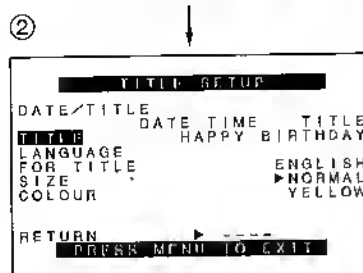 ②
TITLE SETUP
DATE/TITLE
DATE TIME TITLE
TITLE HAPPY BIRTHDAY
LANGUAGE
FOR TITLE ENGLISH
SIZE ▶NORMAL
COLOUR YELLOW
RETURN ▶ ----
PRESS MENU TO EXIT